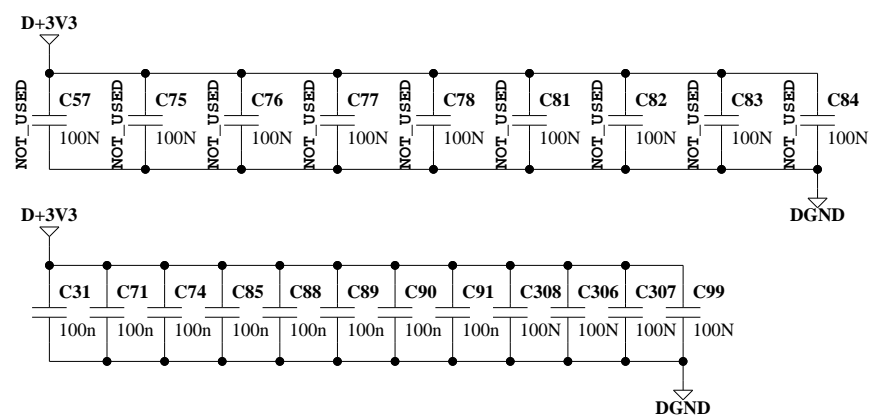 D+3V3
NOT_USED C57 NOT_USED C75 NOT_USED C76 NOT_USED C77 NOT_USED C78 NOT_USED C81 NOT_USED C82 NOT_USED C83 NOT_USED C84
100N 100N 100N 100N 100N 100N 100N 100N 100N
DGND
D+3V3
C31 C71 C74 C85 C88 C89 C90 C91 C308 C306 C307 C99
100n 100n 100n 100n 100n 100n 100n 100n 100N 100N 100N 100N
DGND